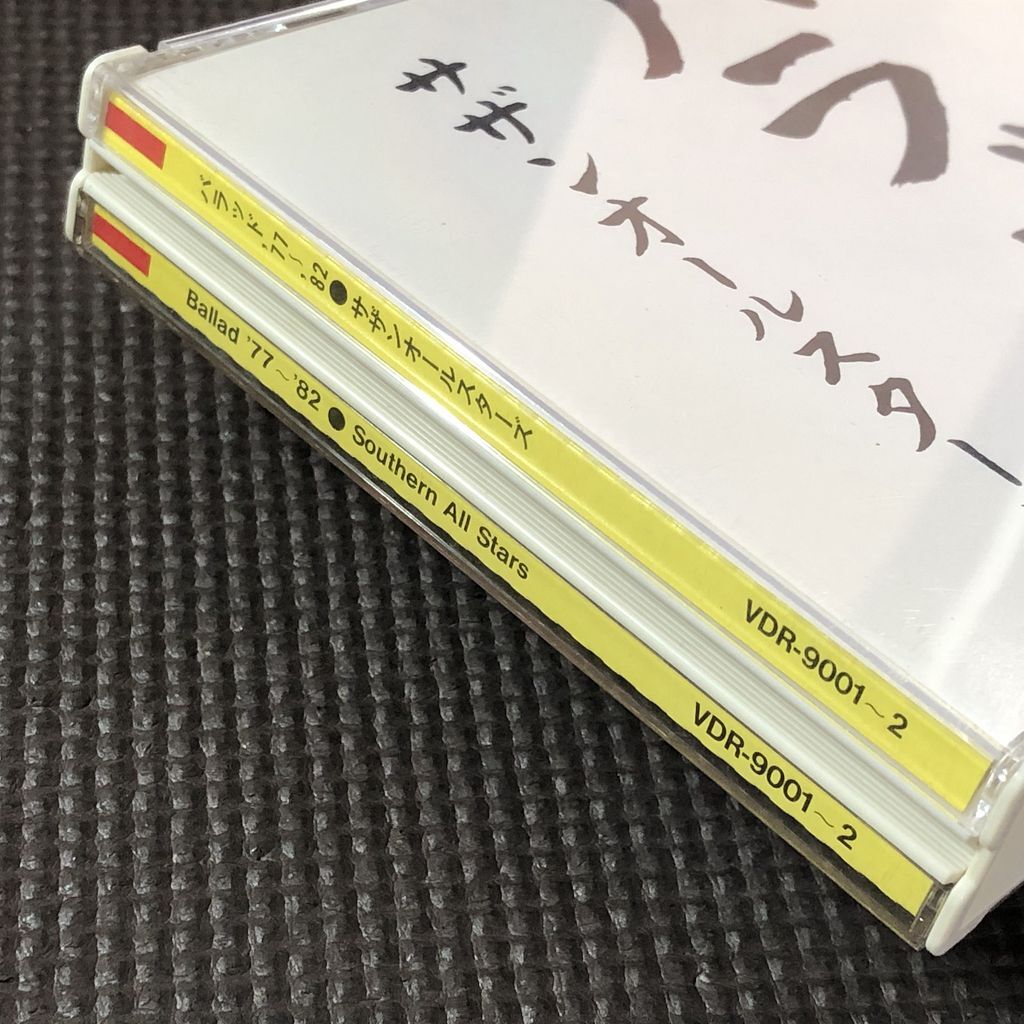 サザンオールスター
バラッド '77~'82●サザンオールスターズ VDR-9001~2
Ballad '77~'82 ● Southern All Stars VDR-9001~2